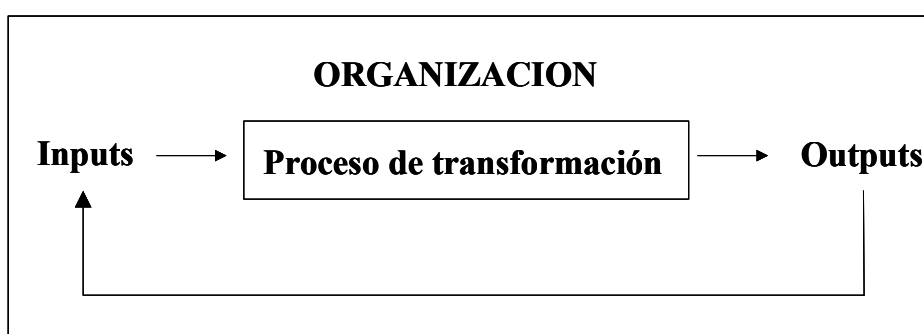 ORGANIZACION
Inputs Proceso de transformación Outputs